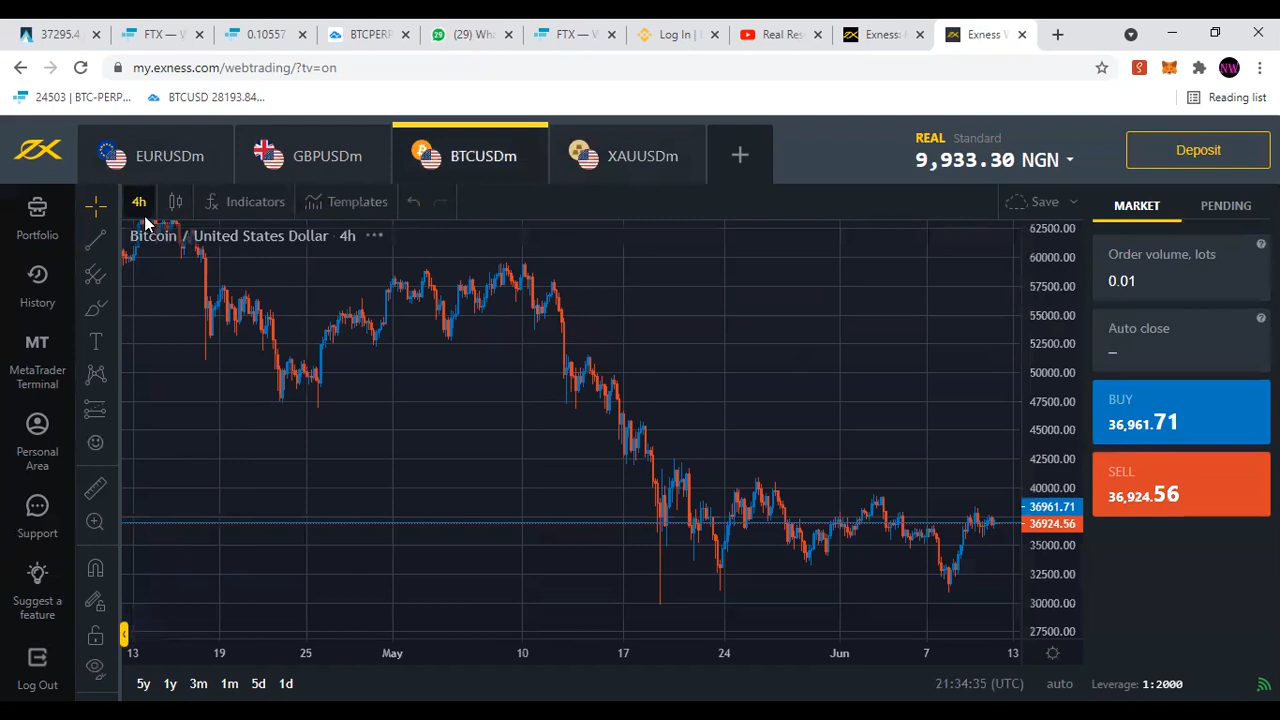 37295.4
FTX — W
0.10557
BTCPERP
(29) Wha
FTX — W
Log In |
Real Res
Exness:
Exness W
my.exness.com/webtrading/?tv=on
NW
24503 | BTC-PERP...
BTCUSD 28193.84...
Reading list
EURUSDm
GBPUSDm
BTCUSDm
XAUUSDm
REAL Standard
9,933.30 NGN
Deposit
4h
Indicators
Templates
Save
MARKET
PENDING
Bitcoin / United States Dollar · 4h
Portfolio
History
MT
MetaTrader
Terminal
Personal
Area
Support
Suggest a
feature
Log Out
62500.00
60000.00
57500.00
55000.00
52500.00
50000.00
47500.00
45000.00
42500.00
40000.00
36961.71
36924.56
35000.00
32500.00
30000.00
27500.00
Order volume, lots
0.01
Auto close
–
BUY
36,961.71
SELL
36,924.56
13
19
25
May
10
17
24
Jun
7
13
5y
1y
3m
1m
5d
1d
21:34:35 (UTC)
auto
Leverage: 1:2000